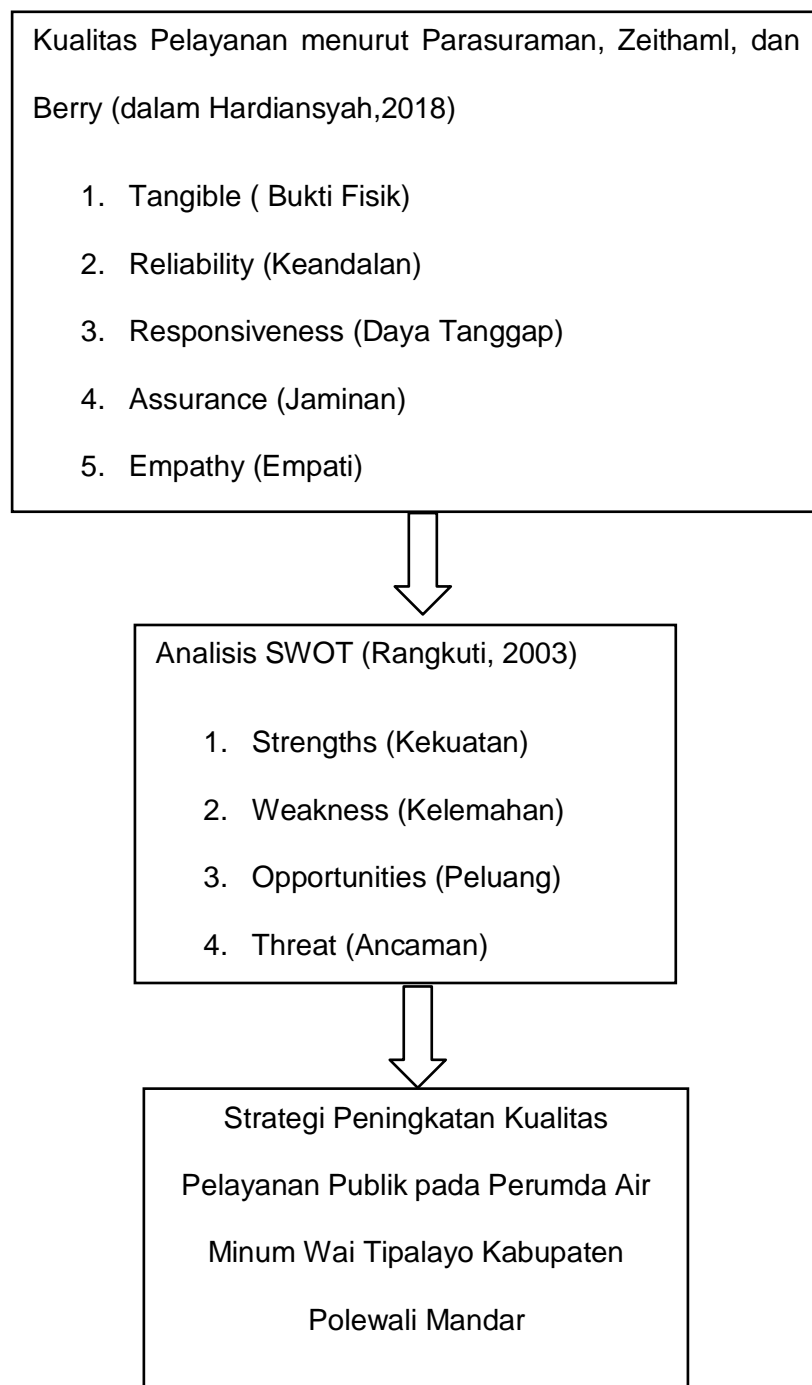 Kualitas Pelayanan menurut Parasuraman, Zeithaml, dan
Berry (dalam Hardiansyah,2018)
1. Tangible ( Bukti Fisik)
2. Reliability (Keandalan)
3. Responsiveness (Daya Tanggap)
4. Assurance (Jaminan)
5. Empathy (Empati)
Analisis SWOT (Rangkuti, 2003)
1. Strengths (Kekuatan)
2. Weakness (Kelemahan)
3. Opportunities (Peluang)
4. Threat (Ancaman)
Strategi Peningkatan Kualitas
Pelayanan Publik pada Perumda Air
Minum Wai Tipalayo Kabupaten
Polewali Mandar